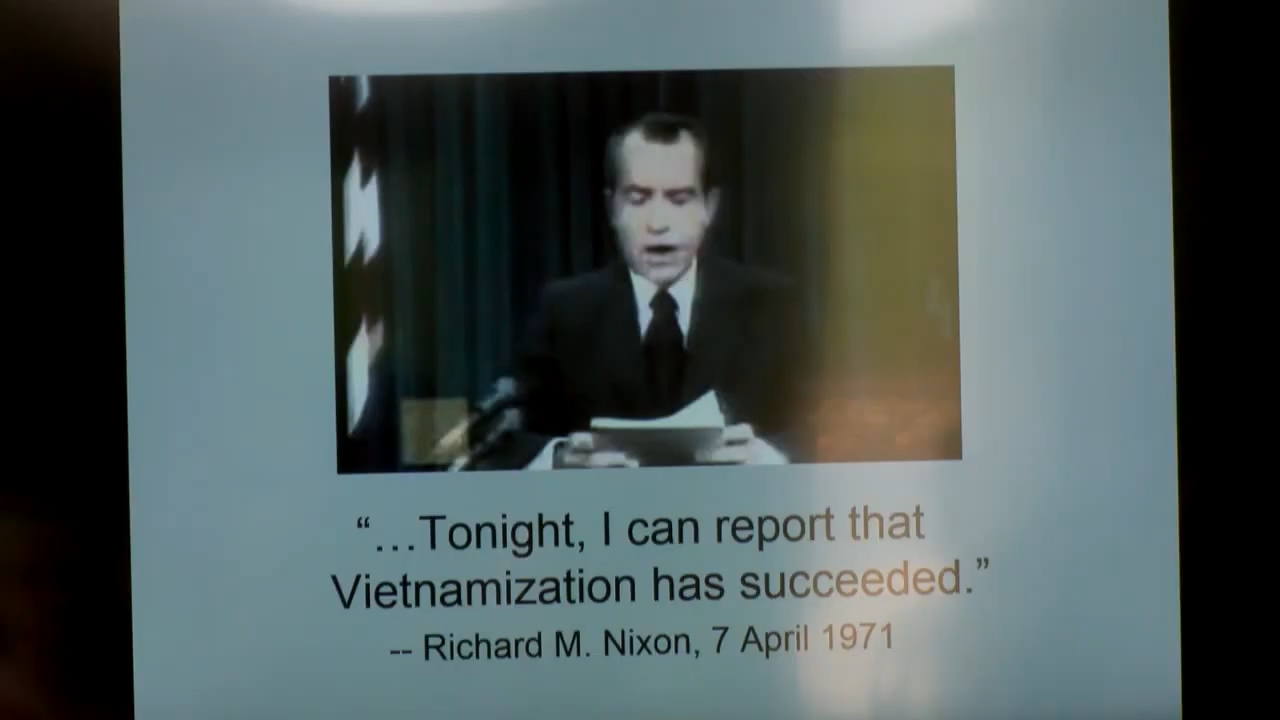 “…Tonight, I can report that
Vietnamization has succeeded.”
-- Richard M. Nixon, 7 April 1971